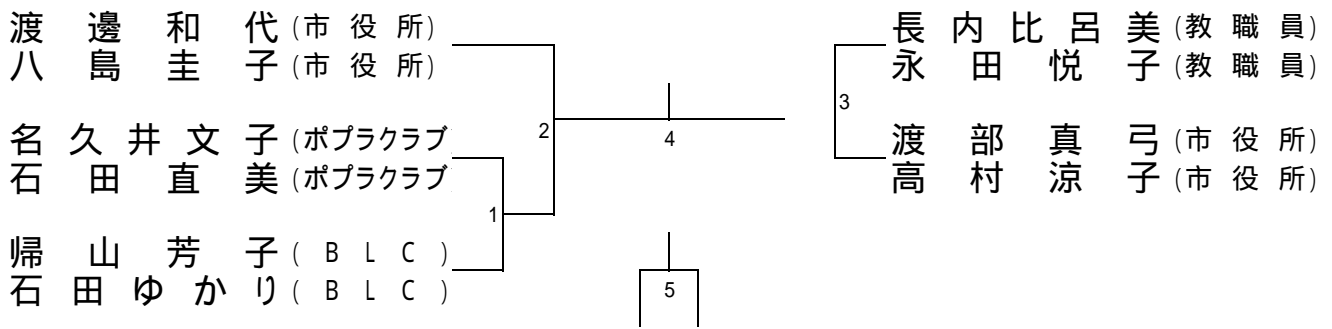 渡邊和代(市役所)
八島圭子(市役所)
名久井文子(ポプラクラブ
石田直美(ポプラクラブ
帰山芳子(BLC)
石田ゆかり(BLC)
1
2
4
5
3
長内比呂美(教職員)
永田悦子(教職員)
渡部真弓(市役所)
高村涼子(市役所)